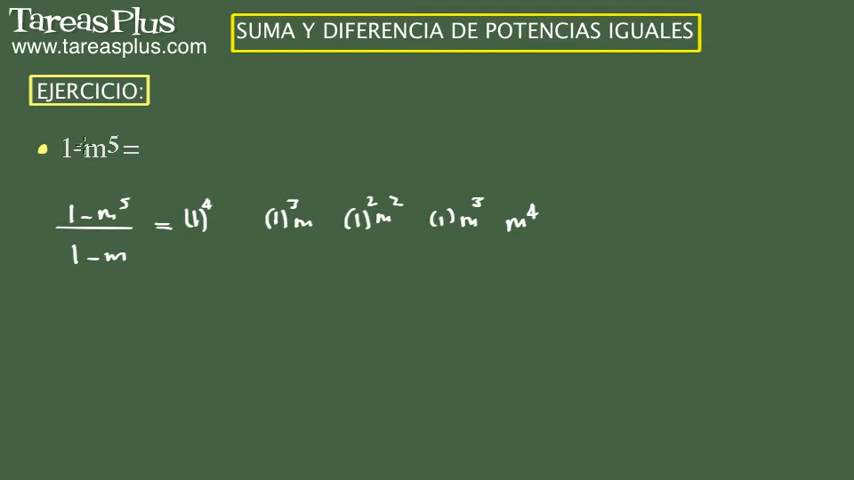 TareasPlus
www.tareasplus.com
SUMA Y DIFERENCIA DE POTENCIAS IGUALES
EJERCICIO:
• 1-m⁵=
(1-m⁵)/(1-m) = (1)⁴ (1)³m (1)²m² (1)m³ m⁴